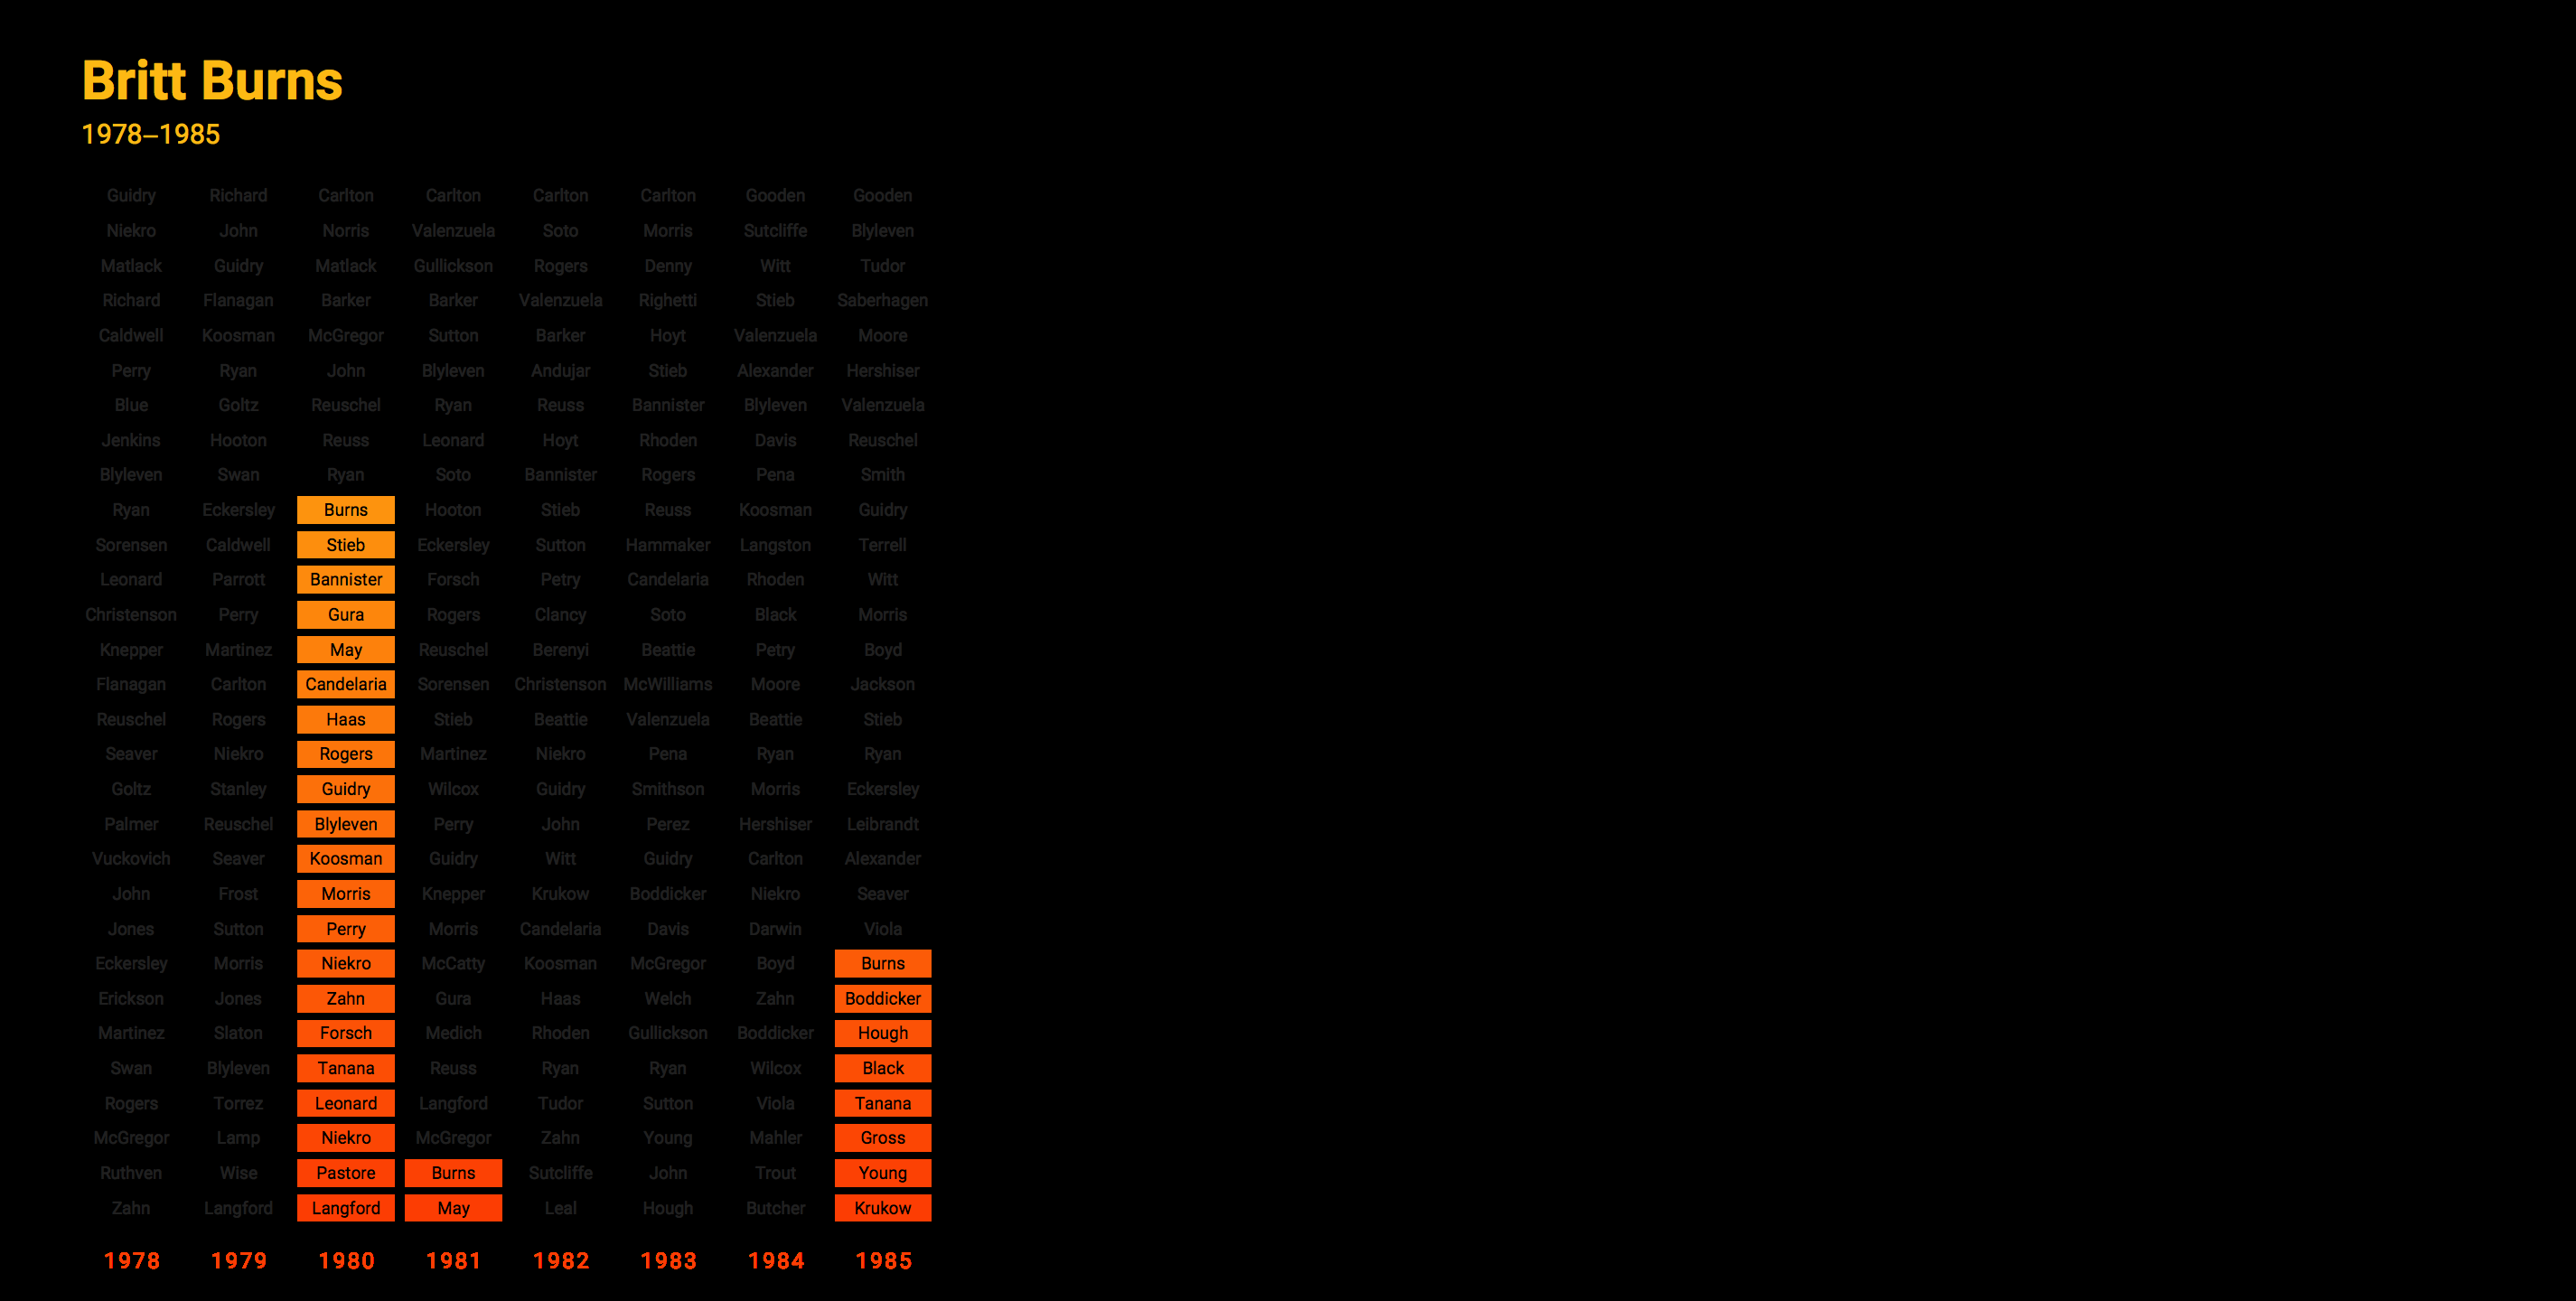 Britt Burns
1978–1985
Guidry Richard Carlton Carlton Carlton Carlton Gooden Gooden
Niekro John Norris Valenzuela Soto Morris Sutcliffe Blyleven
Matlack Guidry Matlack Gullickson Rogers Denny Witt Tudor
Richard Flanagan Barker Barker Valenzuela Righetti Stieb Saberhagen
Caldwell Koosman McGregor Sutton Barker Hoyt Valenzuela Moore
Perry Ryan John Blyleven Andujar Stieb Alexander Hershiser
Blue Goltz Reuschel Ryan Reuss Bannister Blyleven Valenzuela
Jenkins Hooton Reuss Leonard Hoyt Rhoden Davis Reuschel
Blyleven Swan Ryan Soto Bannister Rogers Pena Smith
Ryan Eckersley Burns Hooton Stieb Reuss Koosman Guidry
Sorensen Caldwell Stieb Eckersley Sutton Hammaker Langston Terrell
Leonard Parrott Bannister Forsch Petry Candelaria Rhoden Witt
Christenson Perry Gura Rogers Clancy Soto Black Morris
Knepper Martinez May Reuschel Berenyi Beattie Petry Boyd
Flanagan Carlton Candelaria Sorensen Christenson McWilliams Moore Jackson
Reuschel Rogers Haas Stieb Beattie Valenzuela Beattie Stieb
Seaver Niekro Rogers Martinez Niekro Pena Ryan Ryan
Goltz Stanley Guidry Wilcox Guidry Smithson Morris Eckersley
Palmer Reuschel Blyleven Perry John Perez Hershiser Leibrandt
Vuckovich Seaver Koosman Guidry Witt Guidry Carlton Alexander
John Frost Morris Knepper Krukow Boddicker Niekro Seaver
Jones Sutton Perry Morris Candelaria Davis Darwin Viola
Eckersley Morris Niekro McCatty Koosman McGregor Boyd Burns
Erickson Jones Zahn Gura Haas Welch Zahn Boddicker
Martinez Slaton Forsch Medich Rhoden Gullickson Boddicker Hough
Swan Blyleven Tanana Reuss Ryan Ryan Wilcox Black
Rogers Torrez Leonard Langford Tudor Sutton Viola Tanana
McGregor Lamp Niekro McGregor Zahn Young Mahler Gross
Ruthven Wise Pastore Burns Sutcliffe John Trout Young
Zahn Langford Langford May Leal Hough Butcher Krukow
1978 1979 1980 1981 1982 1983 1984 1985